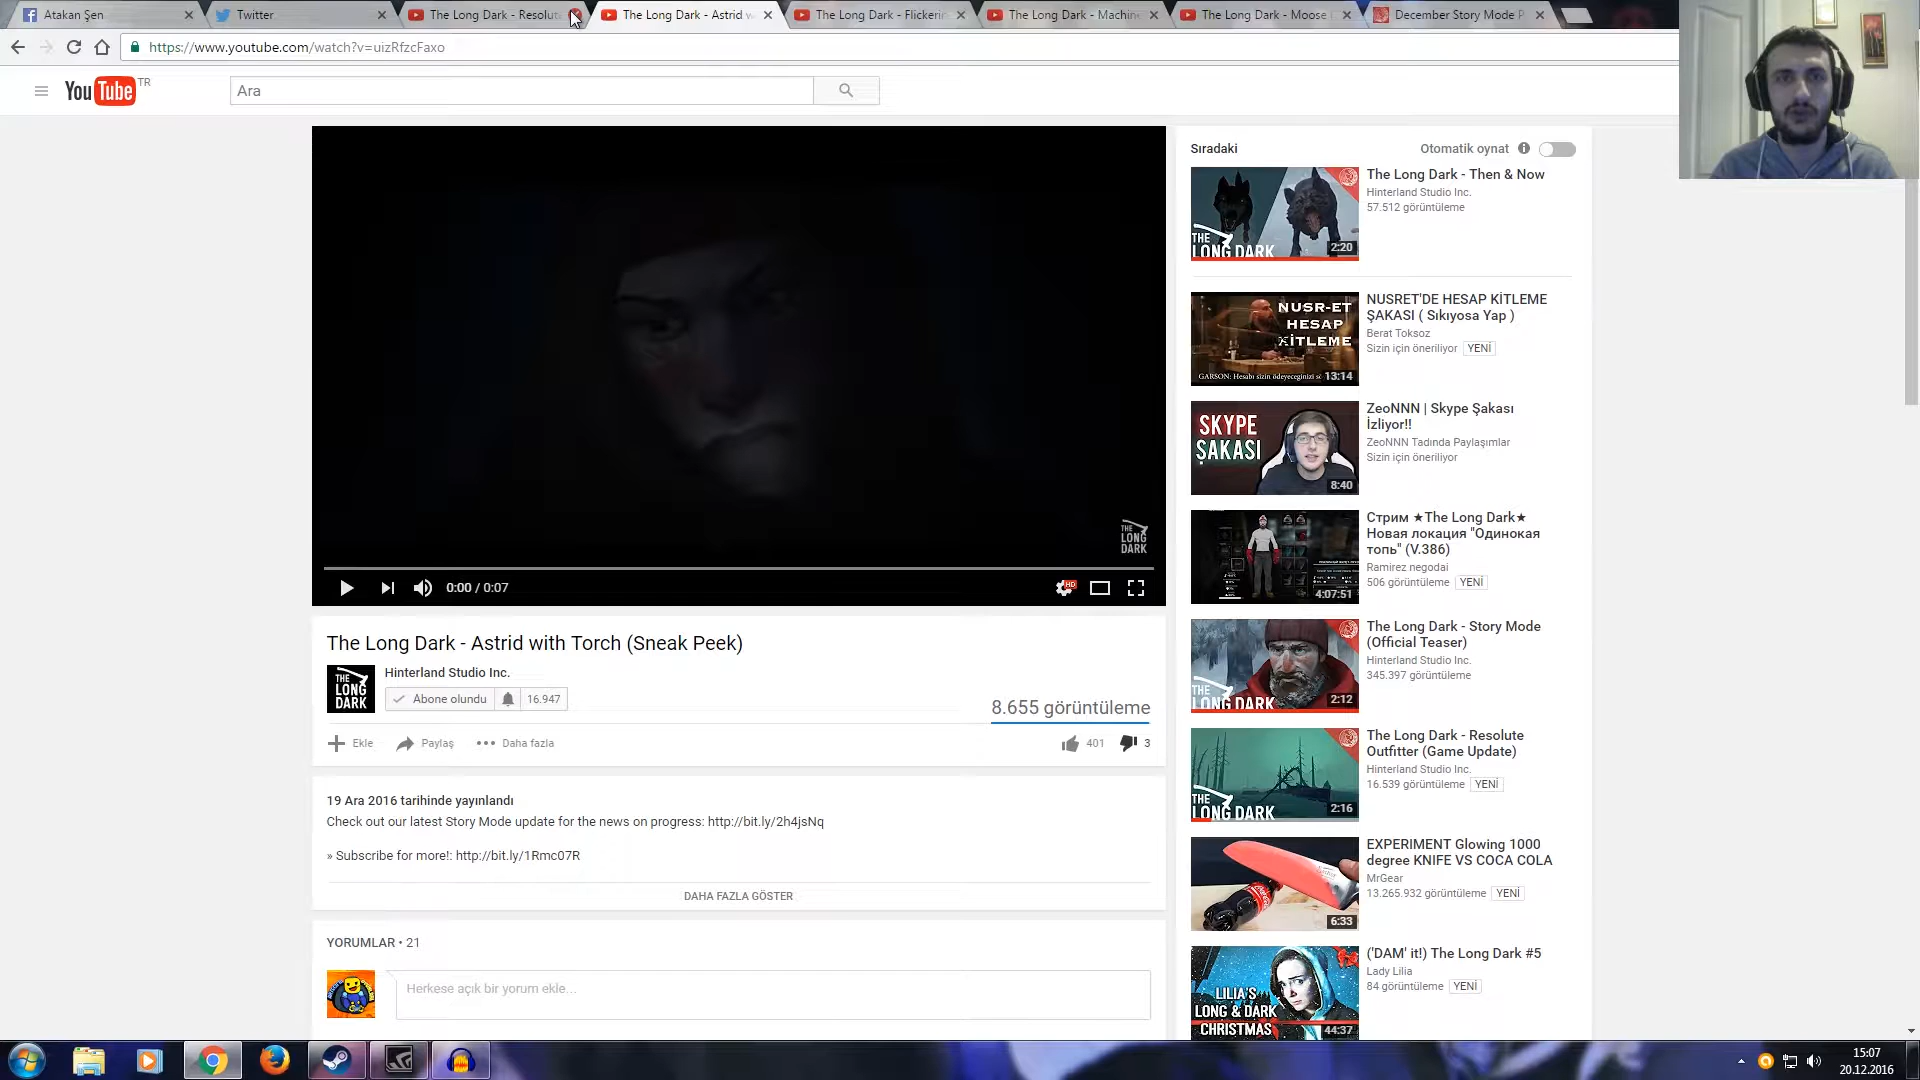 Atakan Şen
Twitter
The Long Dark - Resolut
The Long Dark - Astrid w
The Long Dark - Flickerin
The Long Dark - Machin
The Long Dark - Moose
December Story Mode P
https://www.youtube.com/watch?v=uizRfzcFaxo
You Tube TR
Ara
THE
LONG
DARK
0:00 / 0:07
HD
The Long Dark - Astrid with Torch (Sneak Peek)
THE
LONG
DARK
Hinterland Studio Inc.
Abone olundu 16.947
8.655 görüntüleme
Ekle Paylaş Daha fazla
401 3
19 Ara 2016 tarihinde yayınlandı
Check out our latest Story Mode update for the news on progress: http://bit.ly/2h4jsNq
» Subscribe for more!: http://bit.ly/1Rmc07R
DAHA FAZLA GÖSTER
YORUMLAR • 21
Herkese açık bir yorum ekle...
Sıradaki
Otomatik oynat
THE
LONG DARK
2:20
The Long Dark - Then & Now
Hinterland Studio Inc.
57.512 görüntüleme
NUSR-ET
HESAP
KİTLEME
13:14
NUSRET'DE HESAP KİTLEME
ŞAKASI ( Sıkıyosa Yap )
Berat Toksoz
Sizin için öneriliyor YENİ
SKYPE
ŞAKASI
8:40
ZeoNNN | Skype Şakası
İzliyor!!
ZeoNNN Tadında Paylaşımlar
Sizin için öneriliyor
4:07:51
Стрим ★The Long Dark★
Новая локация "Одинокая
топь" (V.386)
Ramirez negodai
506 görüntüleme YENİ
THE
LONG DARK
2:12
The Long Dark - Story Mode
(Official Teaser)
Hinterland Studio Inc.
345.397 görüntüleme
THE
LONG DARK
2:16
The Long Dark - Resolute
Outfitter (Game Update)
Hinterland Studio Inc.
16.539 görüntüleme YENİ
6:33
EXPERIMENT Glowing 1000
degree KNIFE VS COCA COLA
MrGear
13.265.932 görüntüleme YENİ
LILIA'S
LONG & DARK
CHRISTMAS
44:37
('DAM' it!) The Long Dark #5
Lady Lilia
84 görüntüleme YENİ
15:07
20.12.2016